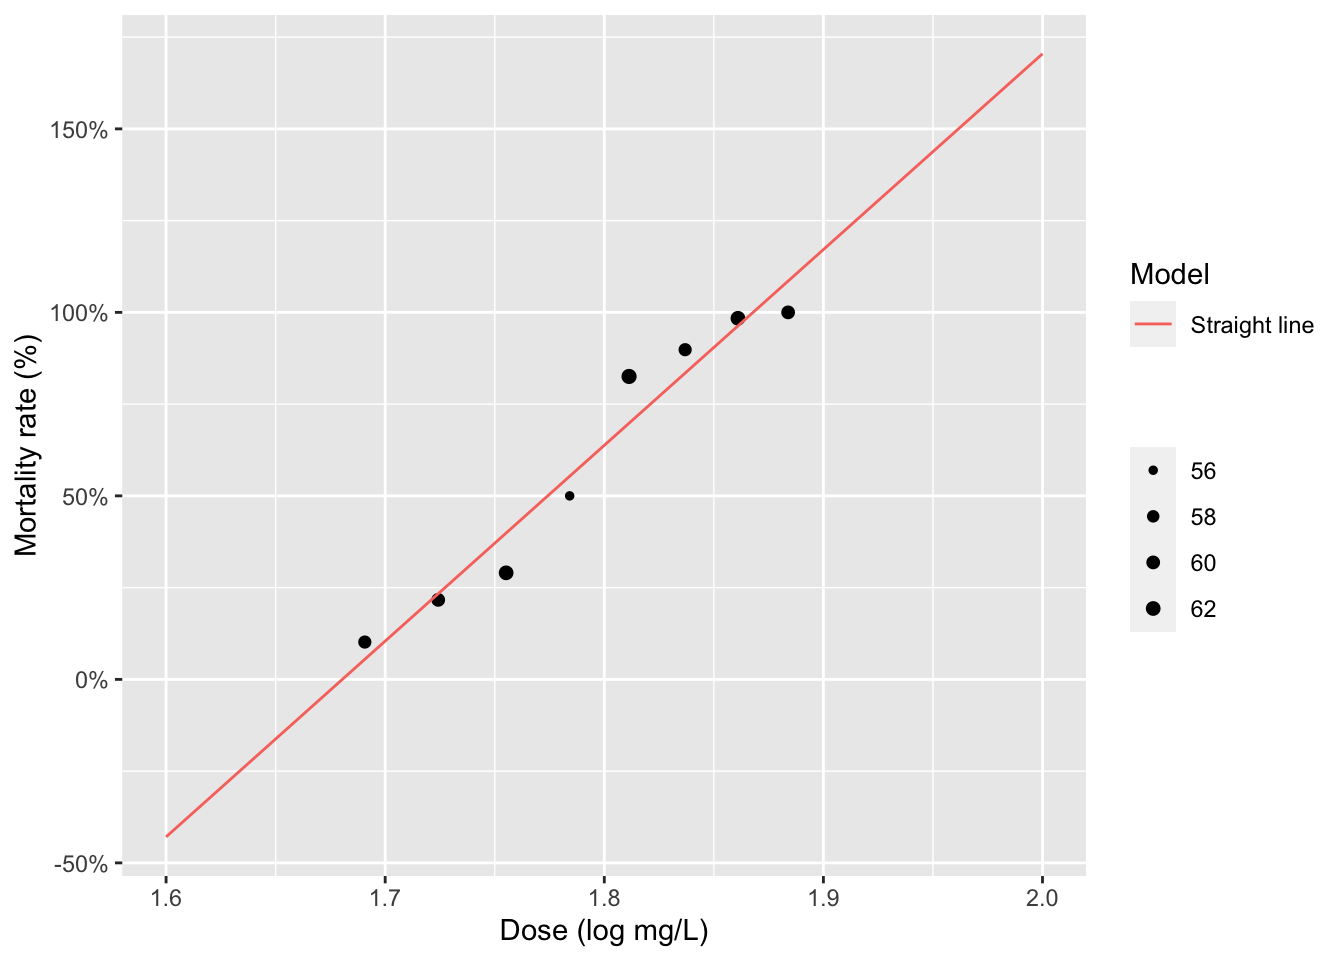 150%
100%
50%
0%
-50%
Mortality rate (%)
1.6 1.7 1.8 1.9 2.0
Dose (log mg/L)
Model
Straight line
56
58
60
62